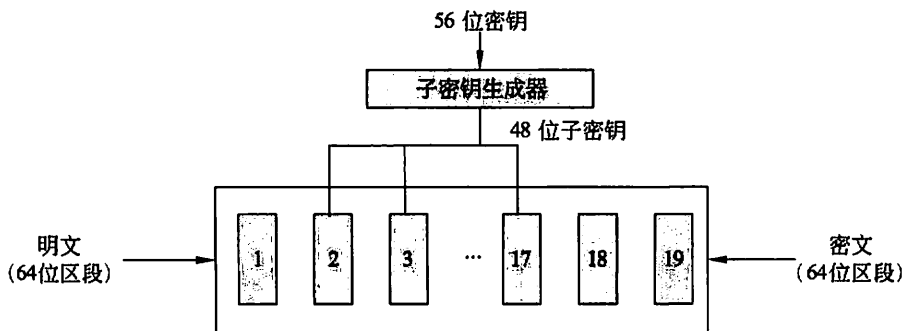 56 位密钥
子密钥生成器
48 位子密钥
明文
(64位区段)
1
2
3
...
17
18
19
密文
(64位区段)